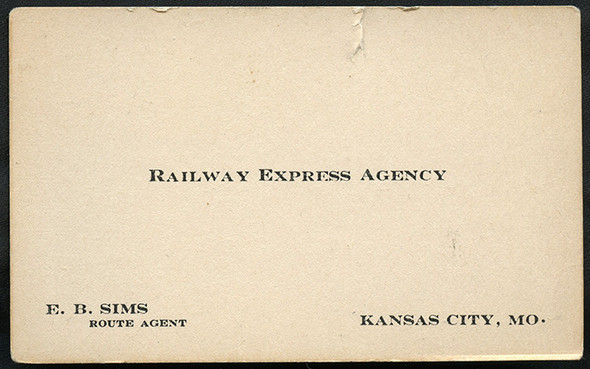 RAILWAY EXPRESS AGENCY
E. B. SIMS
ROUTE AGENT
KANSAS CITY, MO.